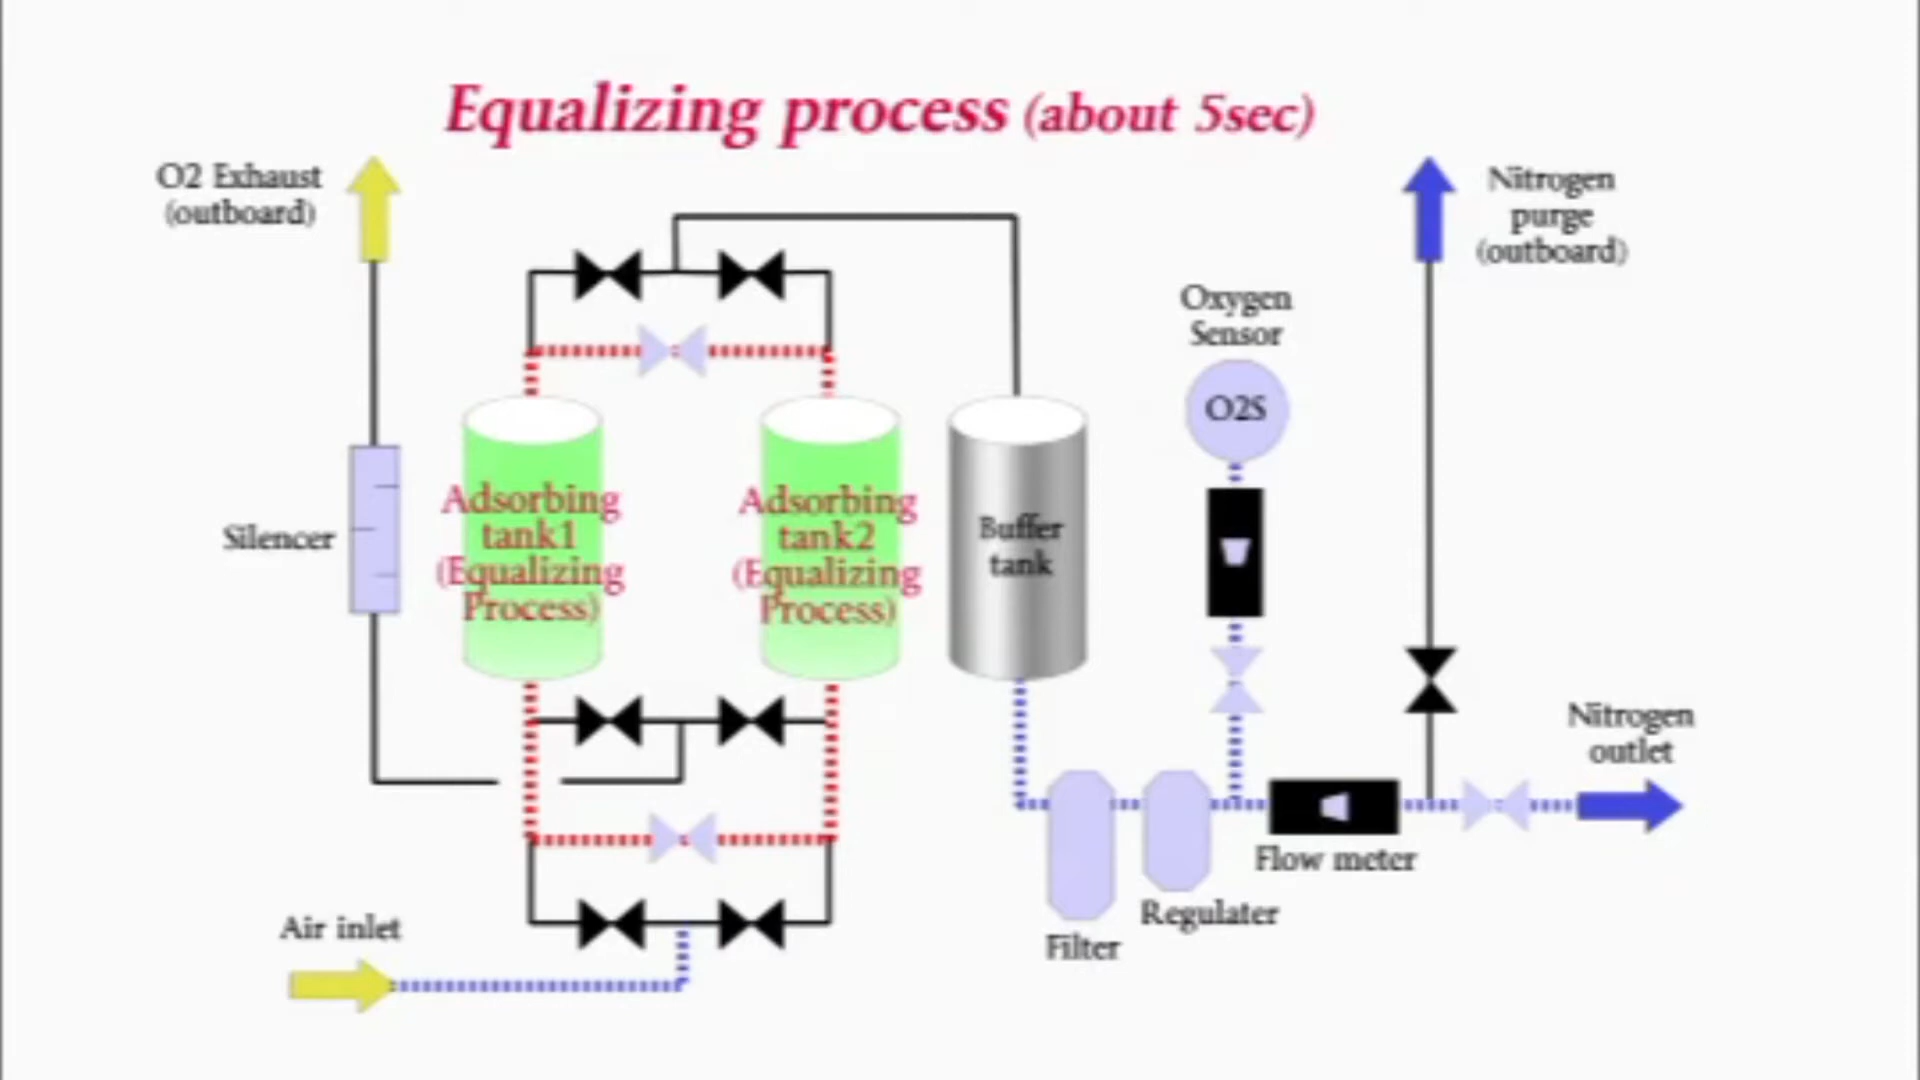 Equalizing process (about 5sec)
O2 Exhaust
(outboard)
Nitrogen
purge
(outboard)
Oxygen
Sensor
O2S
Silencer
Adsorbing
tank1
(Equalizing
Process)
Adsorbing
tank2
(Equalizing
Process)
Buffer
tank
Nitrogen
outlet
Flow meter
Regulater
Filter
Air inlet